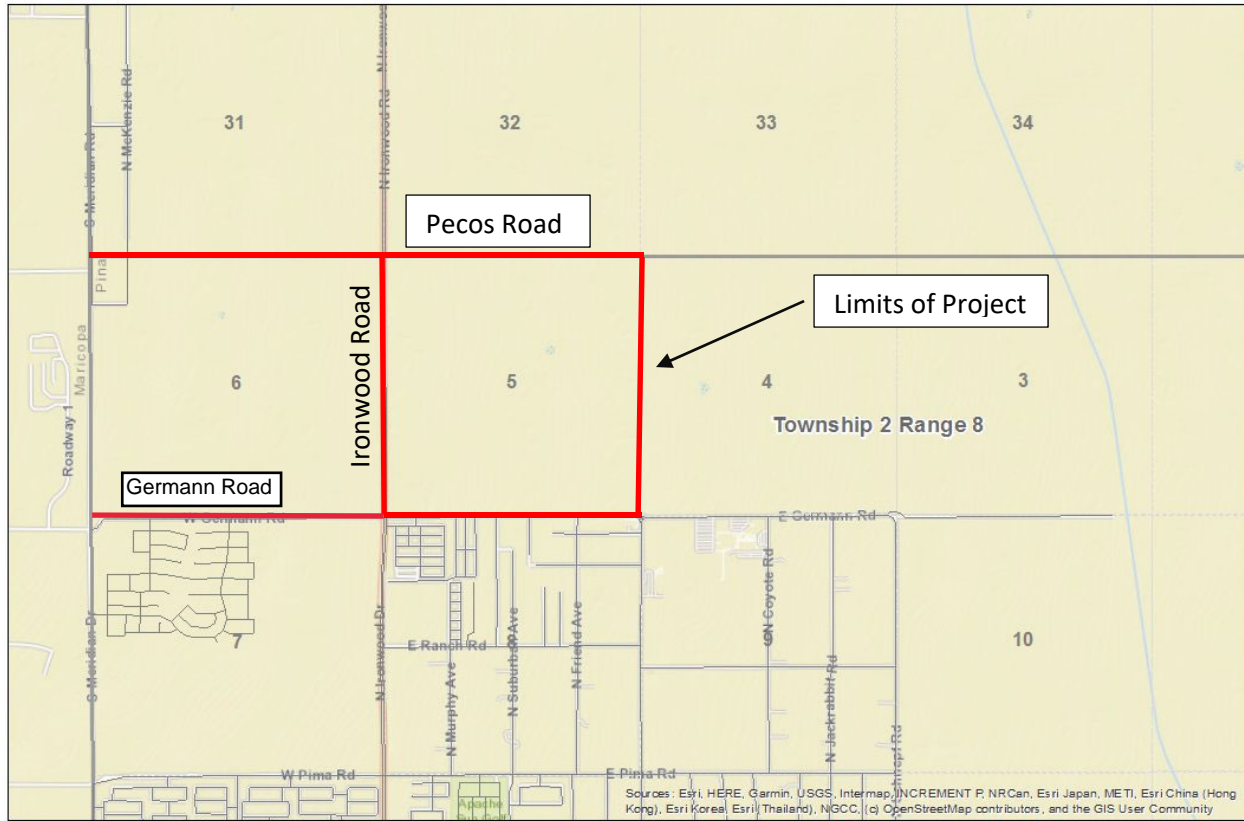 N Ironwood Rd
N McKenzie Rd
31
32
33
34
S Meridian Rd
N Ironwood Rd
Pecos Road
Pina
Ironwood Road
Limits of Project
Maricopa
6
5
4
3
Roadway 1
Township 2 Range 8
Germann Road
W Germann Rd
E Germann Rd
S Meridian Dr
7
N Ironwood Dr
E Ranch Rd
N Murphy Ave
N Suburban Ave
N Friend Ave
N Coyote Rd
N Jackrabbit Rd
10
W Pima Rd
E Pima Rd
Apache
Sun Golf
Sources: Esri, HERE, Garmin, USGS, Intermap, INCREMENT P, NRCan, Esri Japan, METI, Esri China (Hong
Kong), Esri Korea, Esri (Thailand), NGCC, (c) OpenStreetMap contributors, and the GIS User Community